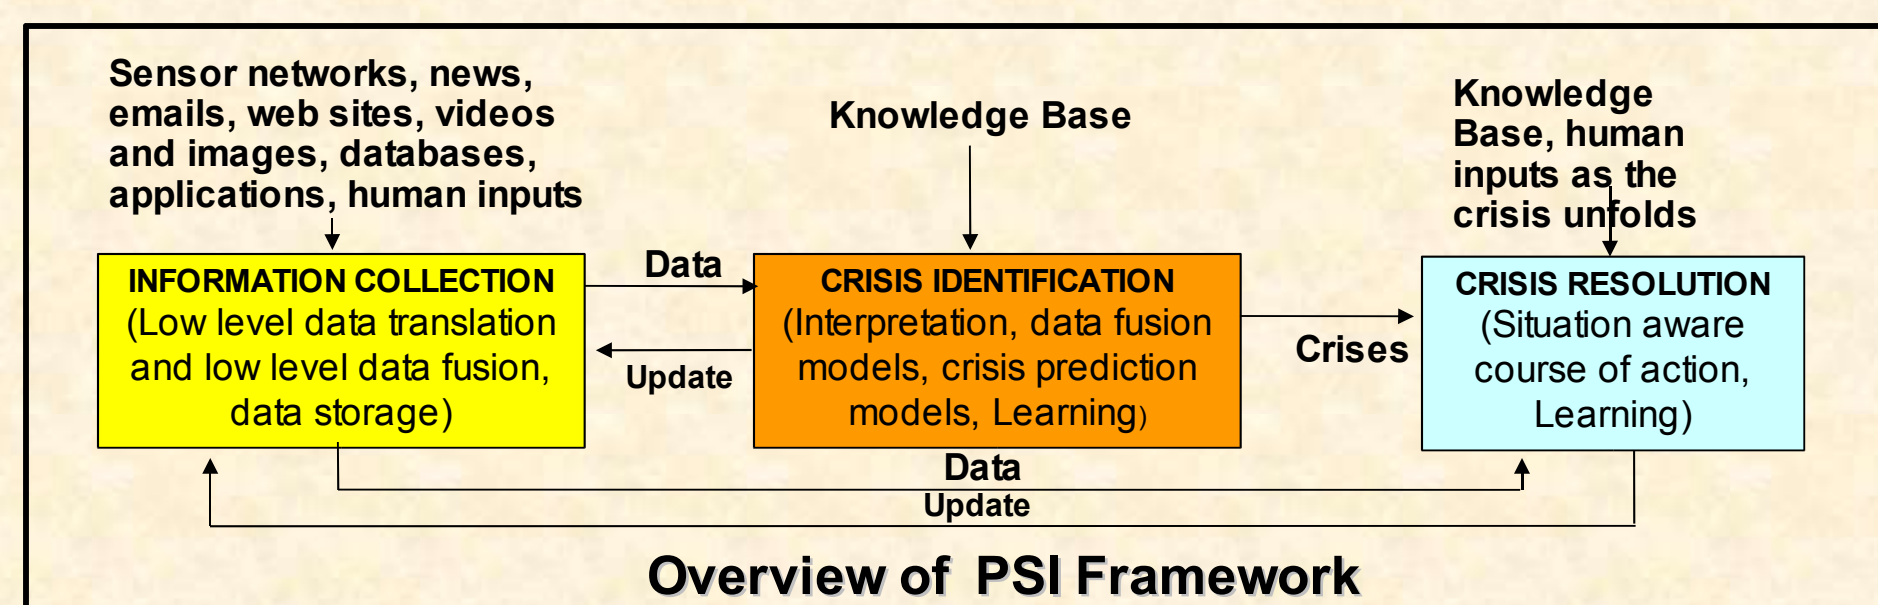 Sensor networks, news,
emails, web sites, videos
and images, databases,
applications, human inputs
Knowledge Base
Knowledge
Base, human
inputs as the
crisis unfolds
INFORMATION COLLECTION
(Low level data translation
and low level data fusion,
data storage)
Data
Update
CRISIS IDENTIFICATION
(Interpretation, data fusion
models, crisis prediction
models, Learning)
Crises
CRISIS RESOLUTION
(Situation aware
course of action,
Learning)
Data
Update
Overview of PSI Framework